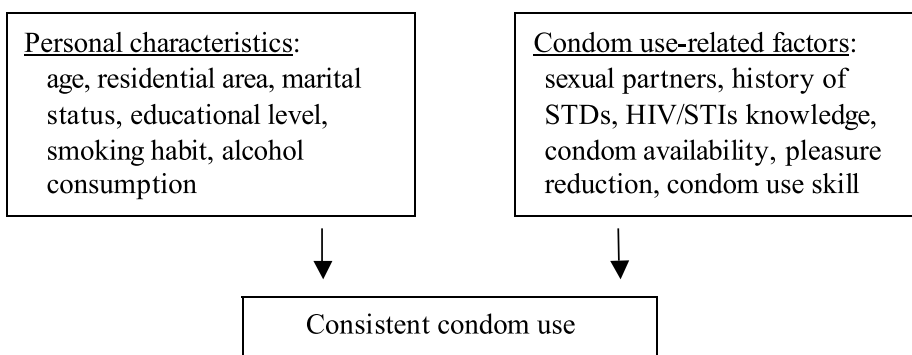 Personal characteristics:
age, residential area, marital
status, educational level,
smoking habit, alcohol
consumption
Condom use-related factors:
sexual partners, history of
STDs, HIV/STIs knowledge,
condom availability, pleasure
reduction, condom use skill
Consistent condom use